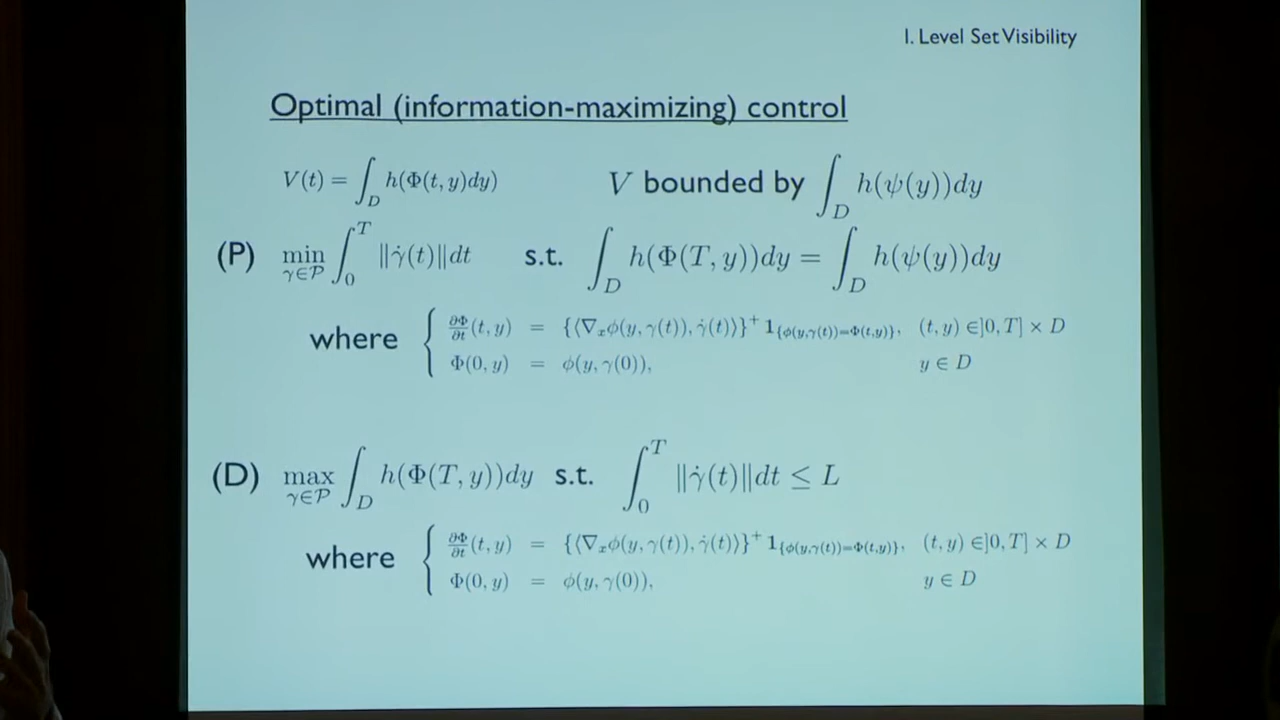 I. Level Set Visibility
Optimal (information-maximizing) control
V(t) = ∫_D h(Φ(t, y)dy) V bounded by ∫_D h(ψ(y))dy
(P) min_{γ∈𝒫} ∫_0^T ‖γ̇(t)‖dt s.t. ∫_D h(Φ(T, y))dy = ∫_D h(ψ(y))dy
where { ∂Φ/∂t (t, y) = {⟨∇_x φ(y, γ(t)), γ̇(t)⟩}^+ 1_{{φ(y,γ(t))=Φ(t,y)}}, (t, y) ∈]0, T] × D
Φ(0, y) = φ(y, γ(0)), y ∈ D
(D) max_{γ∈𝒫} ∫_D h(Φ(T, y))dy s.t. ∫_0^T ‖γ̇(t)‖dt ≤ L
where { ∂Φ/∂t (t, y) = {⟨∇_x φ(y, γ(t)), γ̇(t)⟩}^+ 1_{{φ(y,γ(t))=Φ(t,y)}}, (t, y) ∈]0, T] × D
Φ(0, y) = φ(y, γ(0)), y ∈ D